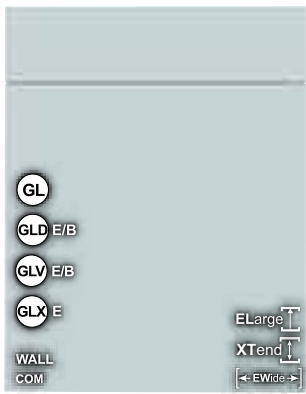 GL
GLD E/B
GLV E/B
GLX E
ELarge
XTend
WALL
COM
EWide